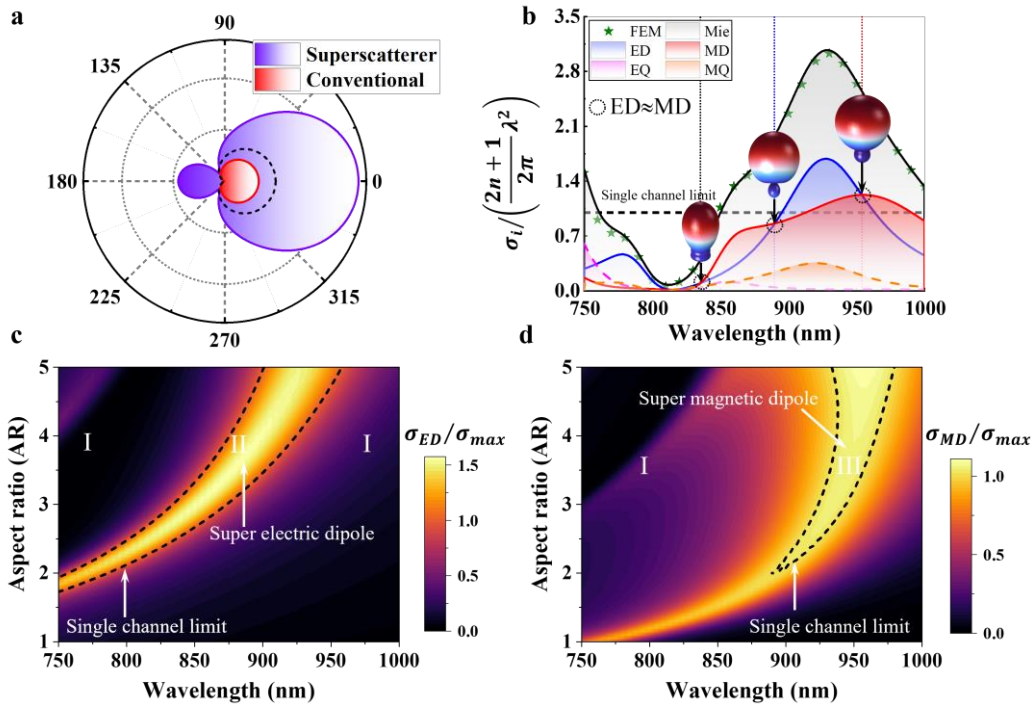 a
90
135
180
0
225
315
270
Superscatterer
Conventional
b
3.5
2.8
2.1
1.4
0.7
0.0
σ_i/((2n + 1)/(2π) λ²)
FEM Mie
ED MD
EQ MQ
ED≈MD
Single channel limit
750 800 850 900 950 1000
Wavelength (nm)
c
5
4
3
2
1
Aspect ratio (AR)
I
II
I
Super electric dipole
Single channel limit
750 800 850 900 950 1000
Wavelength (nm)
σ_ED/σ_max
1.5
1.0
0.5
0.0
d
5
4
3
2
1
Aspect ratio (AR)
Super magnetic dipole
I
III
Single channel limit
750 800 850 900 950 1000
Wavelength (nm)
σ_MD/σ_max
1.0
0.5
0.0